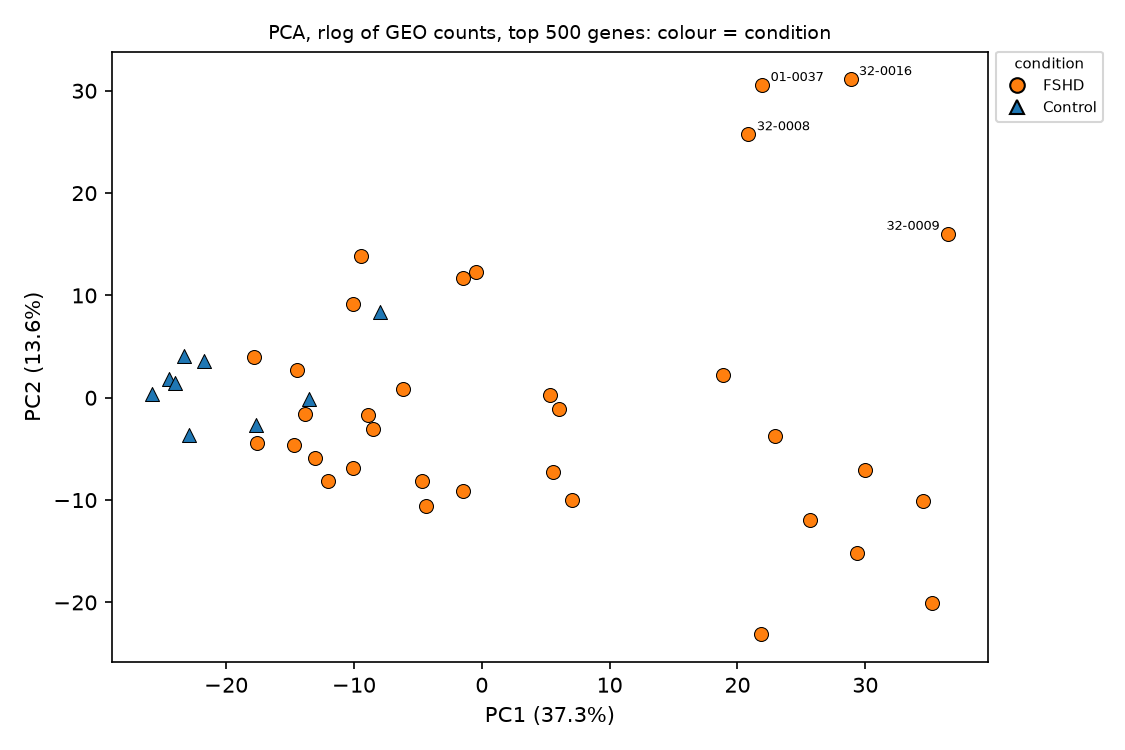 PCA, rlog of GEO counts, top 500 genes: colour = condition
condition
FSHD
Control
01-0037
32-0016
32-0008
32-0009
30
20
10
0
−10
−20
PC2 (13.6%)
−20
−10
0
10
20
30
PC1 (37.3%)